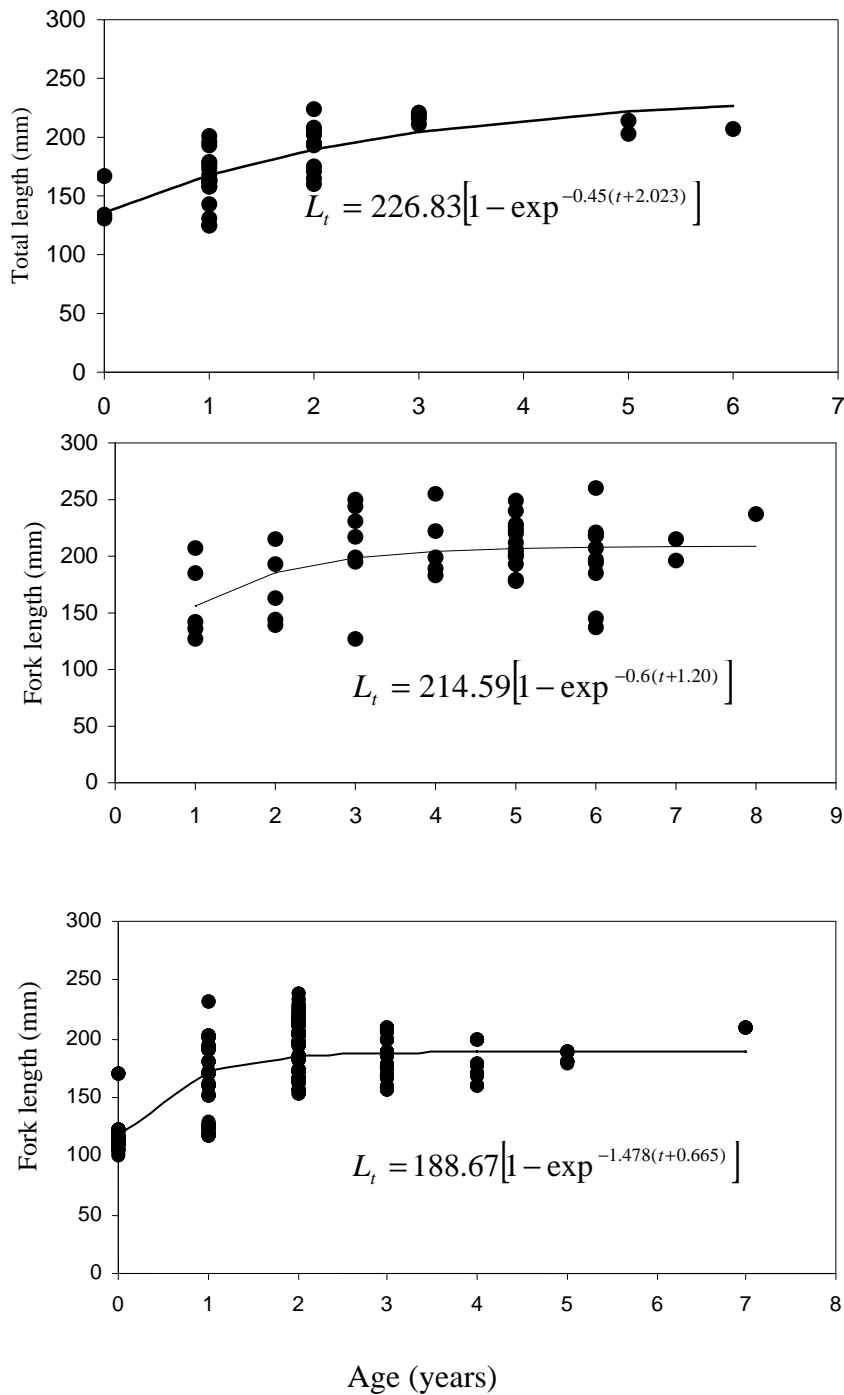 300
250
200
150
100
50
0
Total length (mm)
L_t = 226.83[1 − exp^{−0.45(t+2.023)}]
0 1 2 3 4 5 6 7
300
250
200
150
100
50
0
Fork length (mm)
L_t = 214.59[1 − exp^{−0.6(t+1.20)}]
0 1 2 3 4 5 6 7 8 9
300
250
200
150
100
50
0
Fork length (mm)
L_t = 188.67[1 − exp^{−1.478(t+0.665)}]
0 1 2 3 4 5 6 7 8
Age (years)